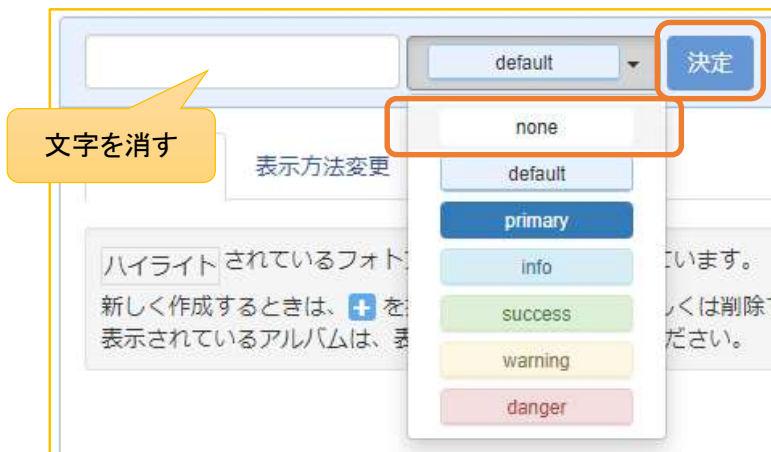 default
決定
文字を消す
none
表示方法変更
default
primary
ハイライト されているフォト
います。
info
新しく作成するときは、 を
しくは削除
success
表示されているアルバムは、表
ださい。
warning
danger